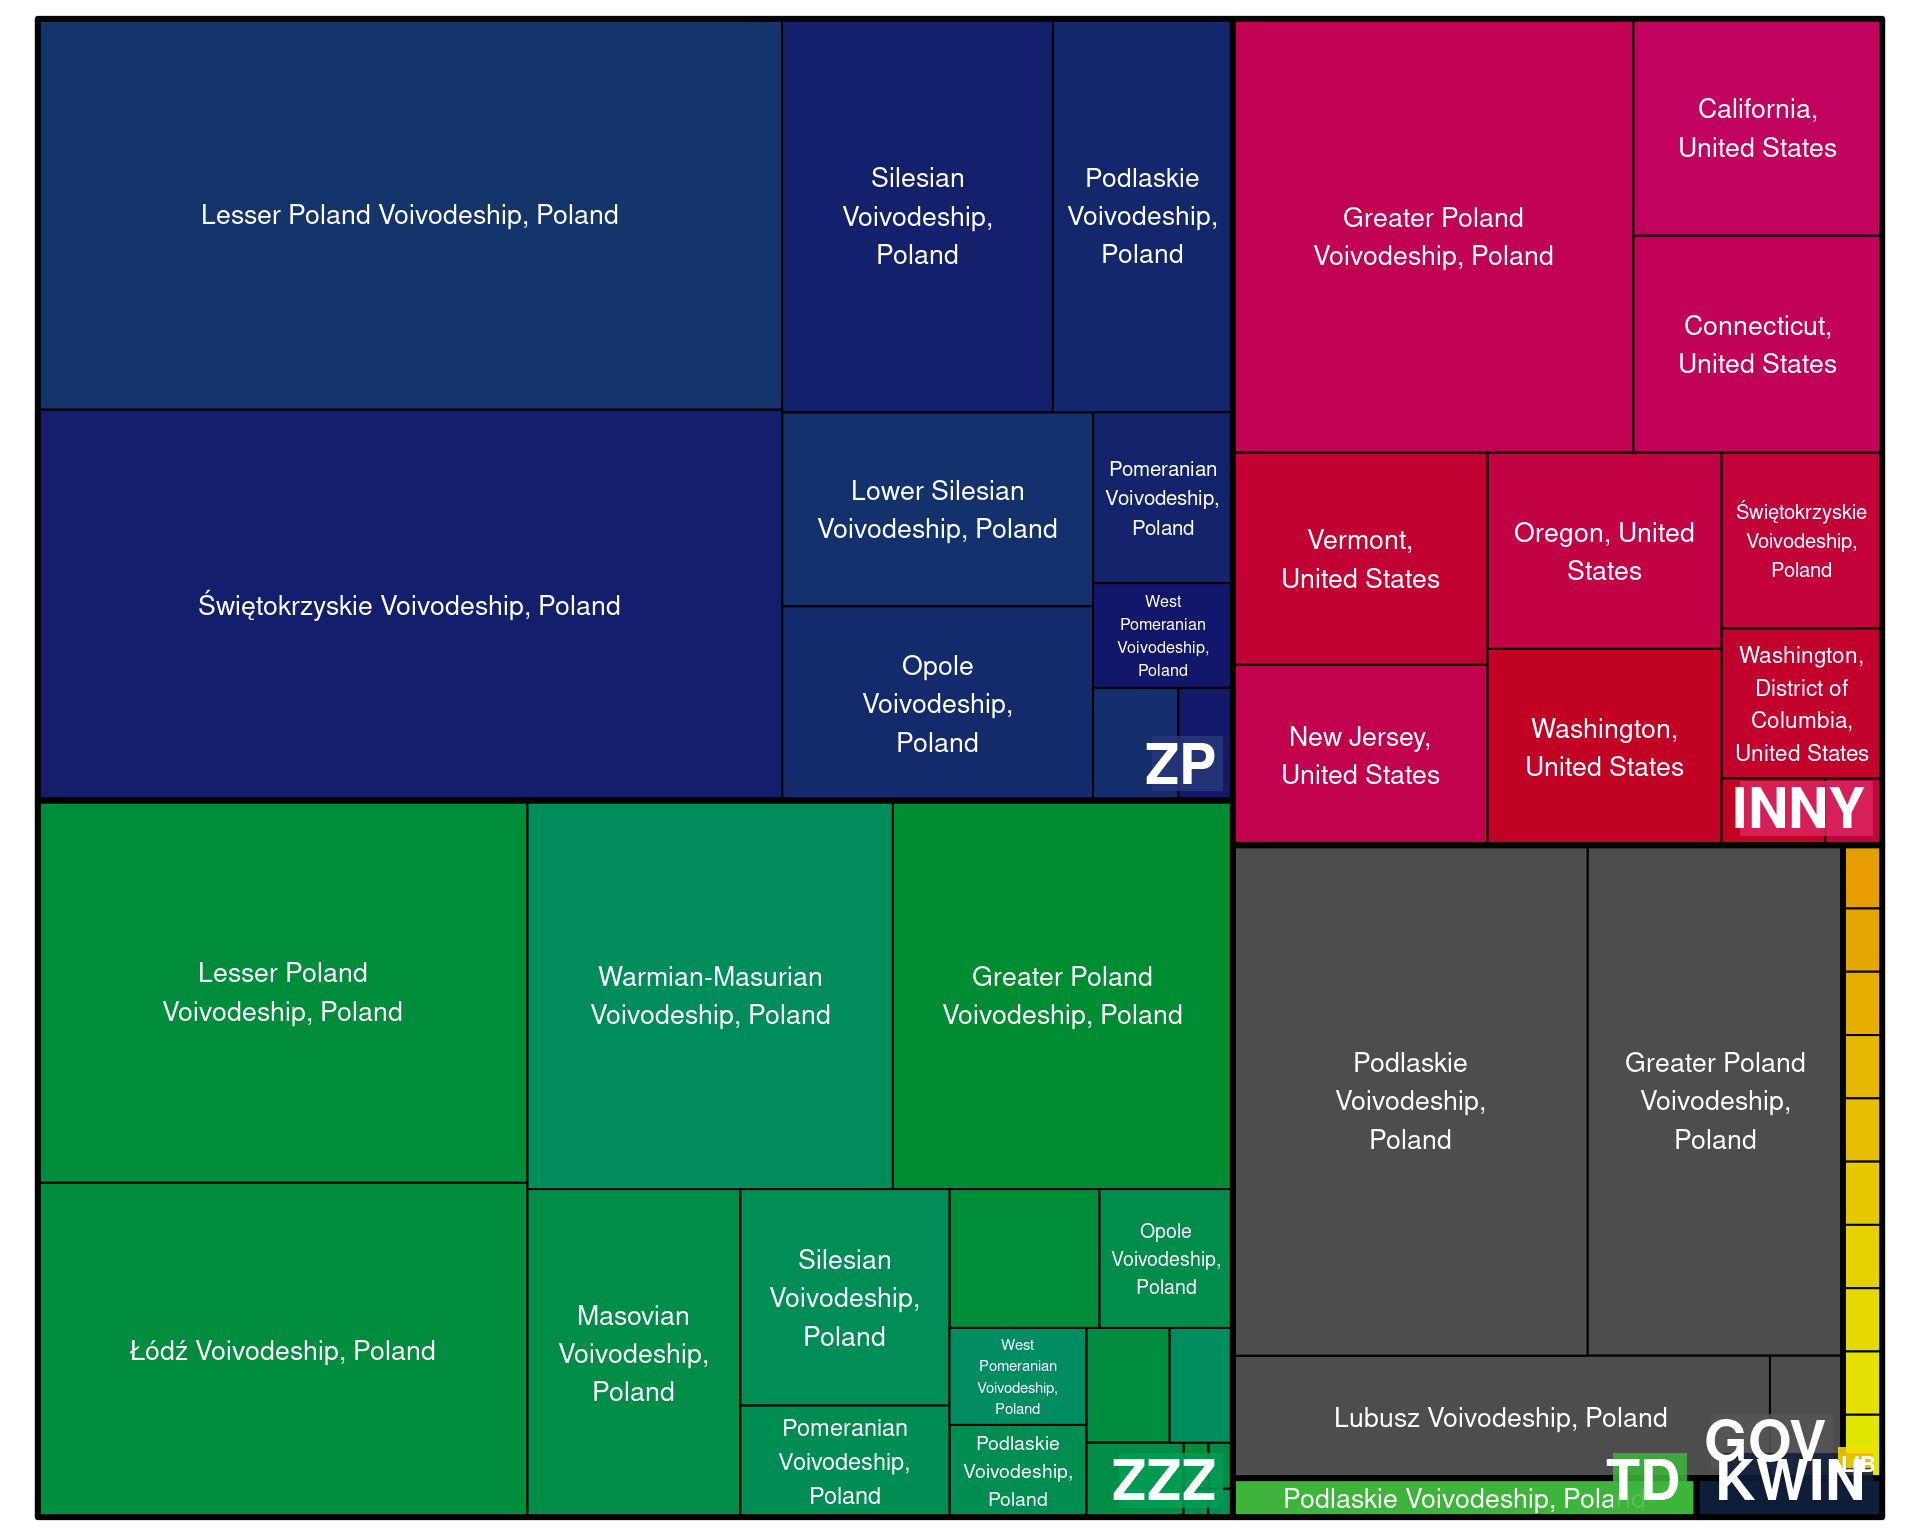 Lesser Poland Voivodeship, Poland
Silesian
Voivodeship,
Poland
Podlaskie
Voivodeship,
Poland
Świętokrzyskie Voivodeship, Poland
Lower Silesian
Voivodeship, Poland
Pomeranian
Voivodeship,
Poland
West
Pomeranian
Voivodeship,
Poland
Opole
Voivodeship,
Poland
ZP
Greater Poland
Voivodeship, Poland
California,
United States
Connecticut,
United States
Vermont,
United States
Oregon, United
States
Świętokrzyskie
Voivodeship,
Poland
New Jersey,
United States
Washington,
United States
Washington,
District of
Columbia,
United States
INNY
Lesser Poland
Voivodeship, Poland
Warmian-Masurian
Voivodeship, Poland
Greater Poland
Voivodeship, Poland
Łódź Voivodeship, Poland
Masovian
Voivodeship,
Poland
Silesian
Voivodeship,
Poland
Pomeranian
Voivodeship,
Poland
Opole
Voivodeship,
Poland
West
Pomeranian
Voivodeship,
Poland
Podlaskie
Voivodeship,
Poland
ZZZ
Podlaskie
Voivodeship,
Poland
Greater Poland
Voivodeship,
Poland
Lubusz Voivodeship, Poland
GOV
LIB
Podlaskie Voivodeship, Poland
TD
KWIN